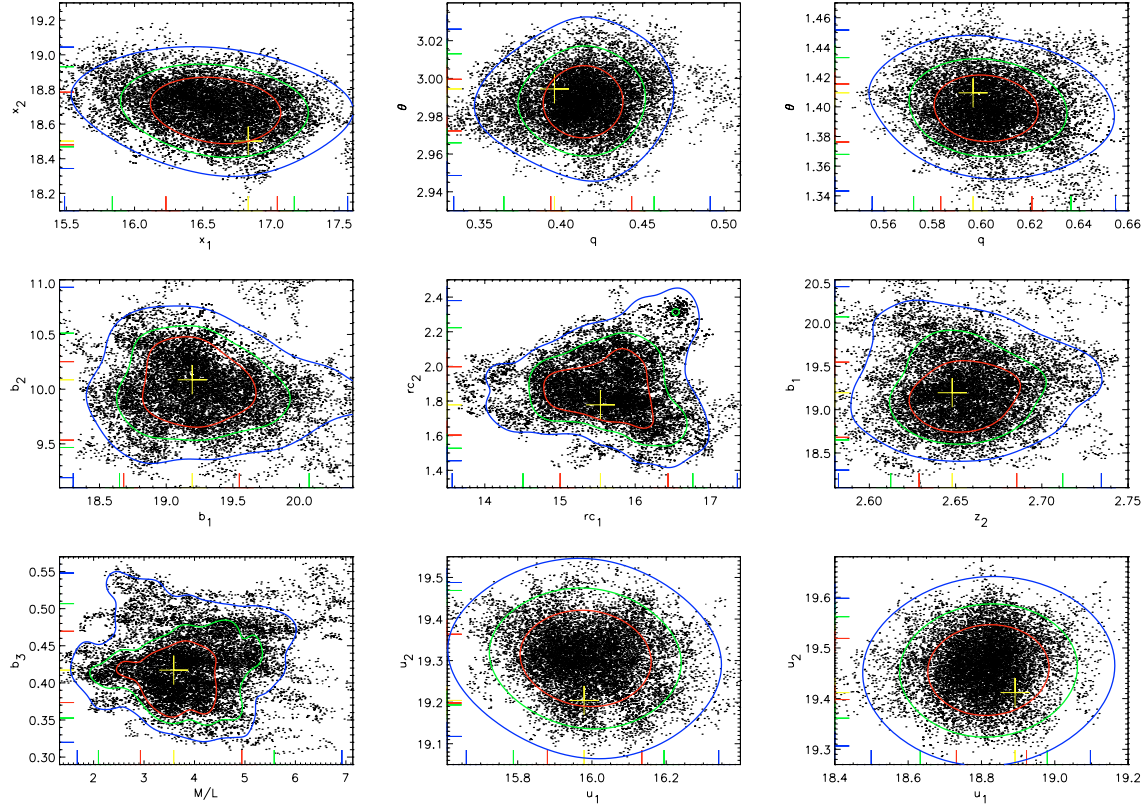 19.2
19.0
18.8
18.6
18.4
18.2
x2
15.5 16.0 16.5 17.0 17.5
x1
3.02
3.00
2.98
2.96
2.94
θ
0.35 0.40 0.45 0.50
q
1.46
1.44
1.42
1.40
1.38
1.36
1.34
θ
0.56 0.58 0.60 0.62 0.64 0.66
q
11.0
10.5
10.0
9.5
b2
18.5 19.0 19.5 20.0
b1
2.4
2.2
2.0
1.8
1.6
1.4
rc2
14 15 16 17
rc1
20.5
20.0
19.5
19.0
18.5
b1
2.60 2.65 2.70 2.75
z2
0.55
0.50
0.45
0.40
0.35
0.30
b3
2 3 4 5 6 7
M/L
19.5
19.4
19.3
19.2
19.1
u2
15.8 16.0 16.2
u1
19.7
19.6
19.5
19.4
19.3
u2
18.4 18.6 18.8 19.0 19.2
u1